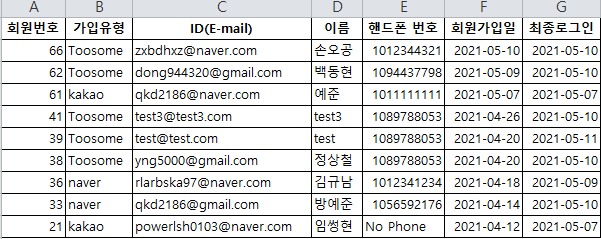 A B C D E F G
회원번호 가입유형 ID(E-mail) 이름 핸드폰 번호 회원가입일 최종로그인
66 Toosome zxbdhxz@naver.com 손오공 1012344321 2021-05-10 2021-05-10
62 Toosome dong944320@gmail.com 백동현 1094437798 2021-05-09 2021-05-10
61 kakao qkd2186@naver.com 예준 1011111111 2021-05-07 2021-05-07
41 Toosome test3@test3.com test3 1089788053 2021-04-26 2021-05-10
39 Toosome test@test.com test 1089788053 2021-04-20 2021-05-11
38 Toosome yng5000@gmail.com 정상철 1089788053 2021-04-20 2021-05-10
36 naver rlarbska97@naver.com 김규남 1012341234 2021-04-18 2021-05-09
33 naver qkd2186@gmail.com 방예준 1056592176 2021-04-14 2021-05-10
21 kakao powerlsh0103@naver.com 임썽현 No Phone 2021-04-12 2021-05-07